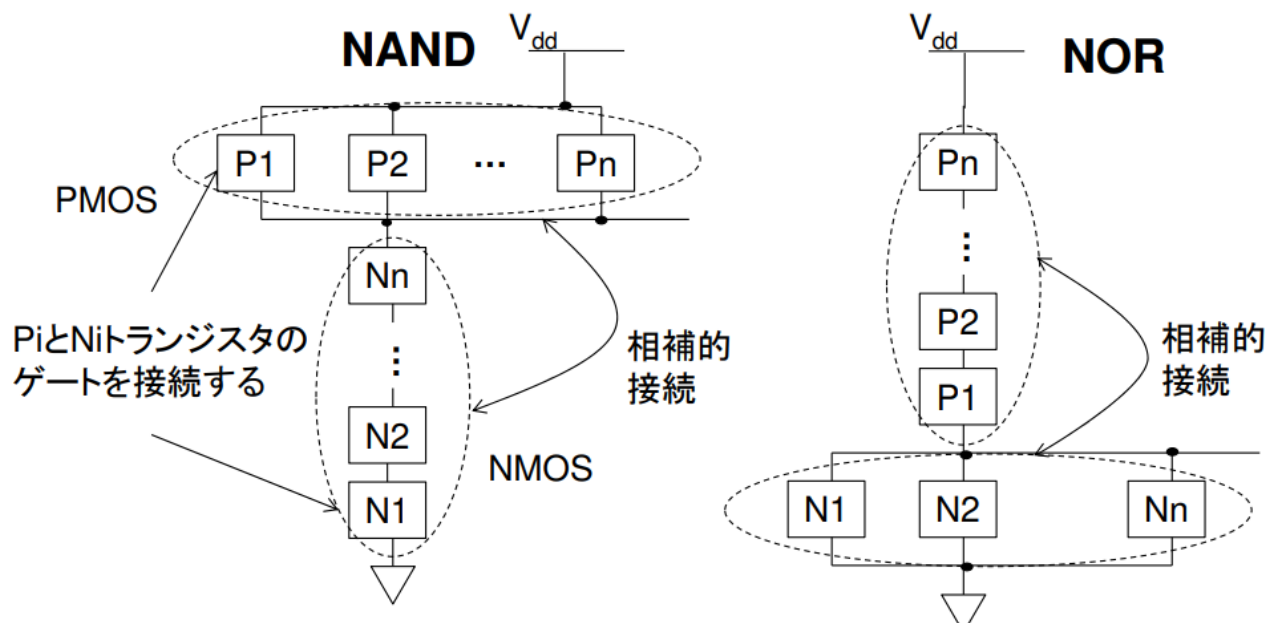 NAND
Vdd
P1
P2
...
Pn
PMOS
Nn
...
PiとNiトランジスタの
ゲートを接続する
相補的
接続
N2
NMOS
N1
Vdd
NOR
Pn
...
P2
P1
相補的
接続
N1
N2
Nn